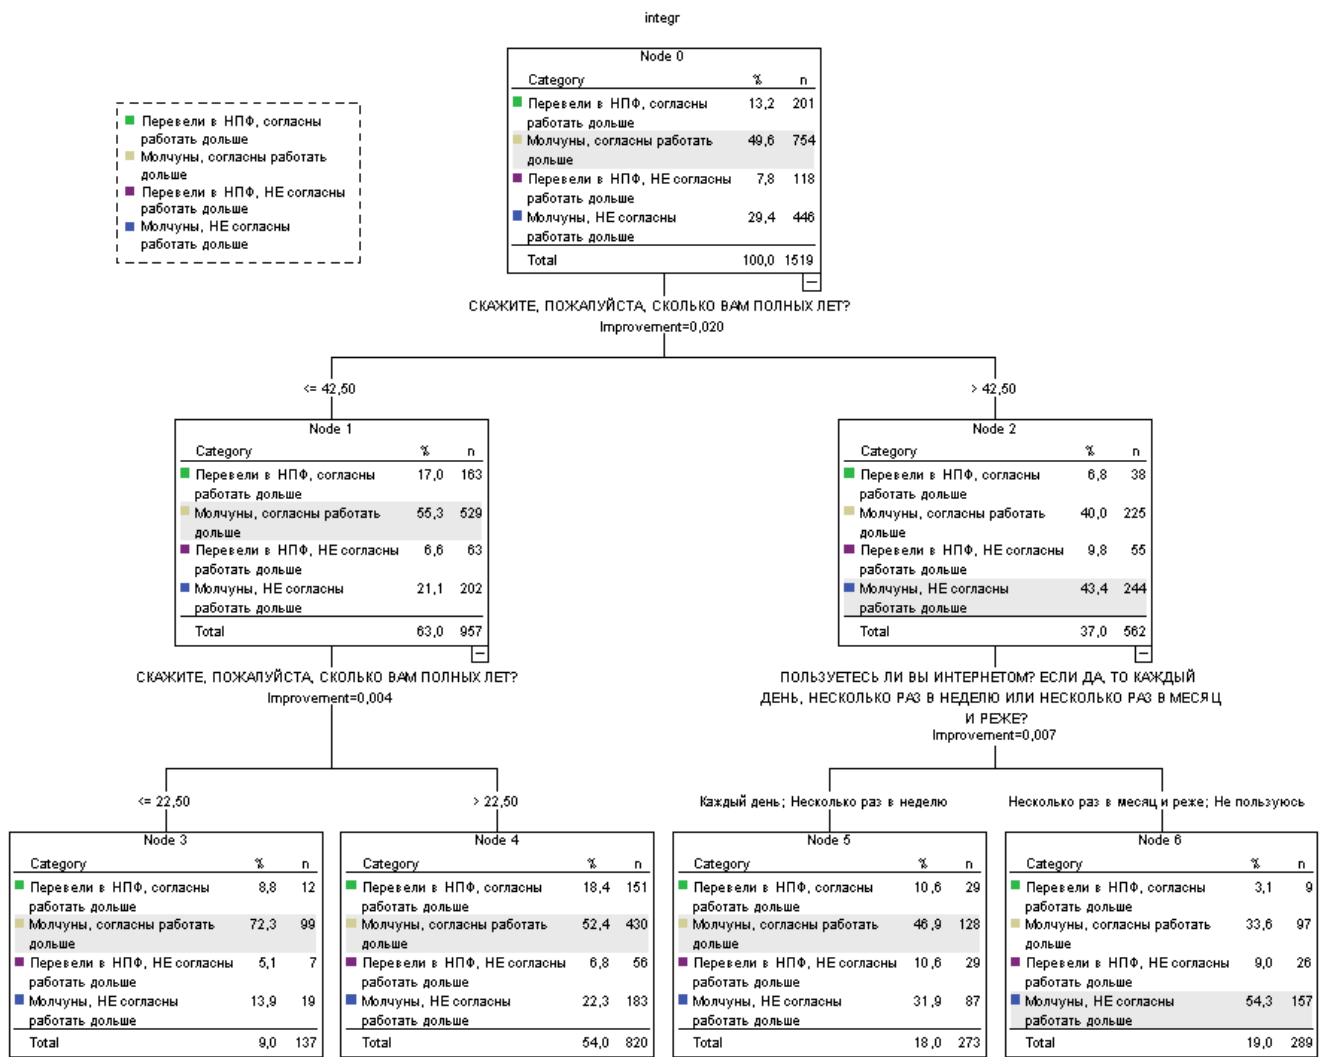 integr
Перевели в НПФ, согласны
работать дольше
Молчуны, согласны работать
дольше
Перевели в НПФ, НЕ согласны
работать дольше
Молчуны, НЕ согласны
работать дольше
Node 0
Category % n
Перевели в НПФ, согласны 13,2 201
работать дольше
Молчуны, согласны работать 49,6 754
дольше
Перевели в НПФ, НЕ согласны 7,8 118
работать дольше
Молчуны, НЕ согласны 29,4 446
работать дольше
Total 100,0 1519
СКАЖИТЕ, ПОЖАЛУЙСТА, СКОЛЬКО ВАМ ПОЛНЫХ ЛЕТ?
Improvement=0,020
<= 42,50
> 42,50
Node 1
Category % n
Перевели в НПФ, согласны 17,0 163
работать дольше
Молчуны, согласны работать 55,3 529
дольше
Перевели в НПФ, НЕ согласны 6,6 63
работать дольше
Молчуны, НЕ согласны 21,1 202
работать дольше
Total 63,0 957
СКАЖИТЕ, ПОЖАЛУЙСТА, СКОЛЬКО ВАМ ПОЛНЫХ ЛЕТ?
Improvement=0,004
Node 2
Category % n
Перевели в НПФ, согласны 6,8 38
работать дольше
Молчуны, согласны работать 40,0 225
дольше
Перевели в НПФ, НЕ согласны 9,8 55
работать дольше
Молчуны, НЕ согласны 43,4 244
работать дольше
Total 37,0 562
ПОЛЬЗУЕТЕСЬ ЛИ ВЫ ИНТЕРНЕТОМ? ЕСЛИ ДА, ТО КАЖДЫЙ
ДЕНЬ, НЕСКОЛЬКО РАЗ В НЕДЕЛЮ ИЛИ НЕСКОЛЬКО РАЗ В МЕСЯЦ
И РЕЖЕ?
Improvement=0,007
<= 22,50
> 22,50
Каждый день; Несколько раз в неделю
Несколько раз в месяц и реже; Не пользуюсь
Node 3
Category % n
Перевели в НПФ, согласны 8,8 12
работать дольше
Молчуны, согласны работать 72,3 99
дольше
Перевели в НПФ, НЕ согласны 5,1 7
работать дольше
Молчуны, НЕ согласны 13,9 19
работать дольше
Total 9,0 137
Node 4
Category % n
Перевели в НПФ, согласны 18,4 151
работать дольше
Молчуны, согласны работать 52,4 430
дольше
Перевели в НПФ, НЕ согласны 6,8 56
работать дольше
Молчуны, НЕ согласны 22,3 183
работать дольше
Total 54,0 820
Node 5
Category % n
Перевели в НПФ, согласны 10,6 29
работать дольше
Молчуны, согласны работать 46,9 128
дольше
Перевели в НПФ, НЕ согласны 10,6 29
работать дольше
Молчуны, НЕ согласны 31,9 87
работать дольше
Total 18,0 273
Node 6
Category % n
Перевели в НПФ, согласны 3,1 9
работать дольше
Молчуны, согласны работать 33,6 97
дольше
Перевели в НПФ, НЕ согласны 9,0 26
работать дольше
Молчуны, НЕ согласны 54,3 157
работать дольше
Total 19,0 289